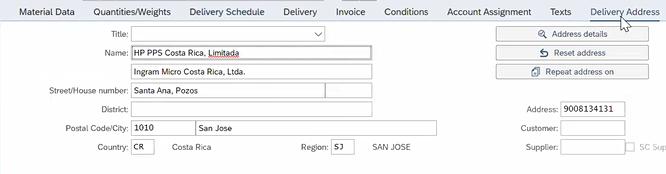 Material Data Quantities/Weights Delivery Schedule Delivery Invoice Conditions Account Assignment Texts Delivery Address
Title: Address details
Name: HP PPS Costa Rica, Limitada Reset address
Ingram Micro Costa Rica, Ltda. Repeat address on
Street/House number: Santa Ana, Pozos
District: Address: 9008134131
Postal Code/City: 1010 San Jose Customer:
Country: CR Costa Rica Region: SJ SAN JOSE Supplier: SC Sup